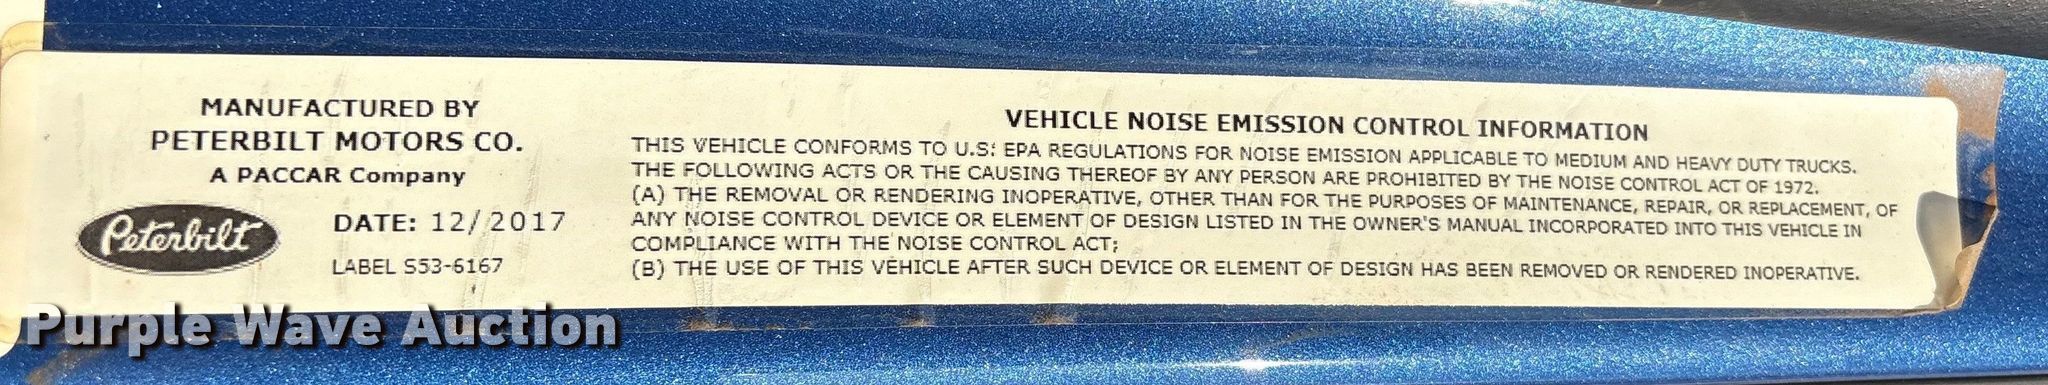 MANUFACTURED BY
PETERBILT MOTORS CO.
A PACCAR Company
Peterbilt
DATE: 12/2017
LABEL S53-6167
VEHICLE NOISE EMISSION CONTROL INFORMATION
THIS VEHICLE CONFORMS TO U.S. EPA REGULATIONS FOR NOISE EMISSION APPLICABLE TO MEDIUM AND HEAVY DUTY TRUCKS.
THE FOLLOWING ACTS OR THE CAUSING THEREOF BY ANY PERSON ARE PROHIBITED BY THE NOISE CONTROL ACT OF 1972.
(A) THE REMOVAL OR RENDERING INOPERATIVE, OTHER THAN FOR THE PURPOSES OF MAINTENANCE, REPAIR, OR REPLACEMENT, OF
ANY NOISE CONTROL DEVICE OR ELEMENT OF DESIGN LISTED IN THE OWNER'S MANUAL INCORPORATED INTO THIS VEHICLE IN
COMPLIANCE WITH THE NOISE CONTROL ACT;
(B) THE USE OF THIS VEHICLE AFTER SUCH DEVICE OR ELEMENT OF DESIGN HAS BEEN REMOVED OR RENDERED INOPERATIVE.
Purple Wave Auction